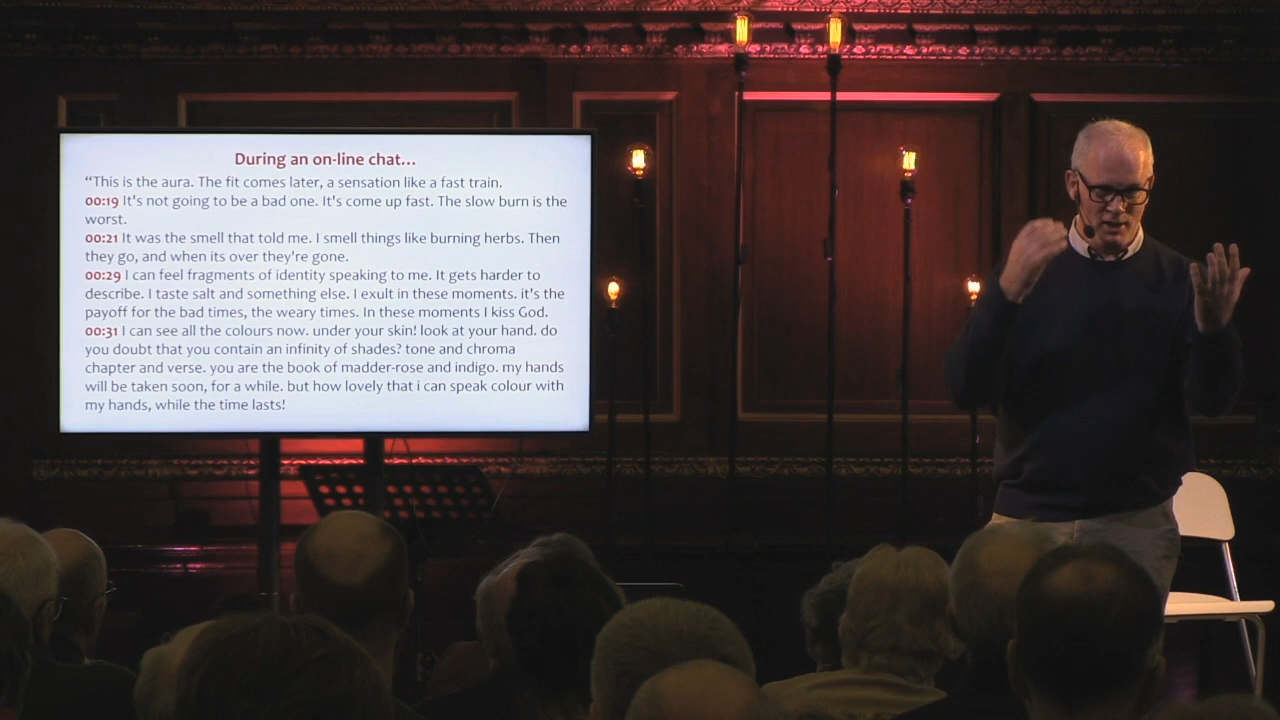 During an on-line chat...
“This is the aura. The fit comes later, a sensation like a fast train.
00:19 It's not going to be a bad one. It's come up fast. The slow burn is the
worst.
00:21 It was the smell that told me. I smell things like burning herbs. Then
they go, and when its over they're gone.
00:29 I can feel fragments of identity speaking to me. It gets harder to
describe. I taste salt and something else. I exult in these moments. it's the
payoff for the bad times, the weary times. In these moments I kiss God.
00:31 I can see all the colours now. under your skin! look at your hand. do
you doubt that you contain an infinity of shades? tone and chroma
chapter and verse. you are the book of madder-rose and indigo. my hands
will be taken soon, for a while. but how lovely that i can speak colour with
my hands, while the time lasts!